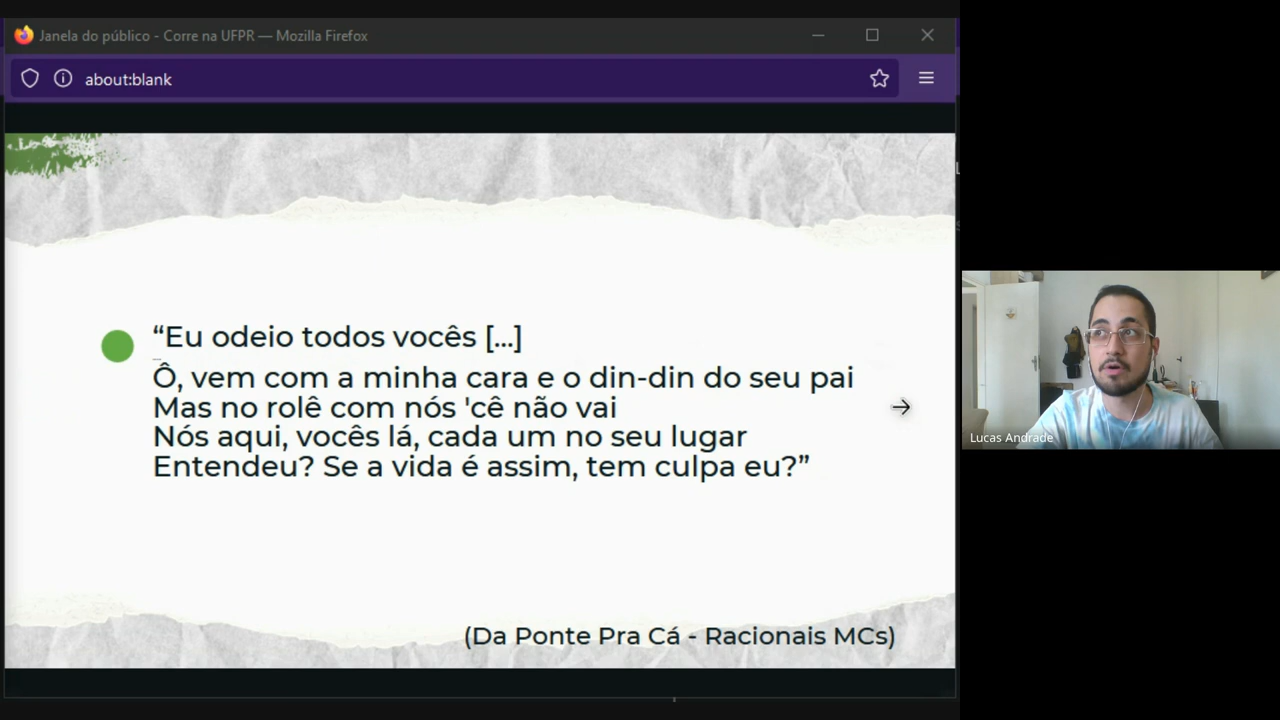 Janela do público - Corre na UFPR — Mozilla Firefox
about:blank
“Eu odeio todos vocês [...]
Ô, vem com a minha cara e o din-din do seu pai
Mas no rolê com nós 'cê não vai
Nós aqui, vocês lá, cada um no seu lugar
Entendeu? Se a vida é assim, tem culpa eu?”
(Da Ponte Pra Cá - Racionais MCs)
Lucas Andrade